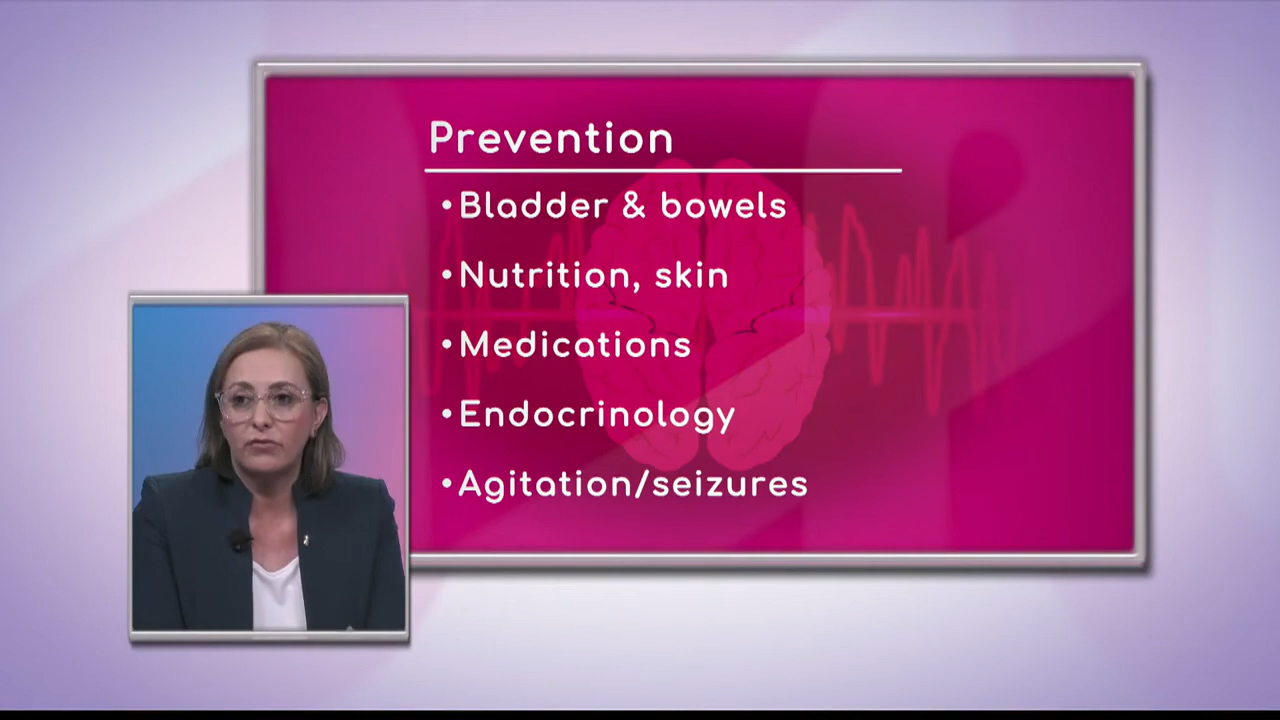 Prevention
•Bladder & bowels
•Nutrition, skin
•Medications
•Endocrinology
•Agitation/seizures